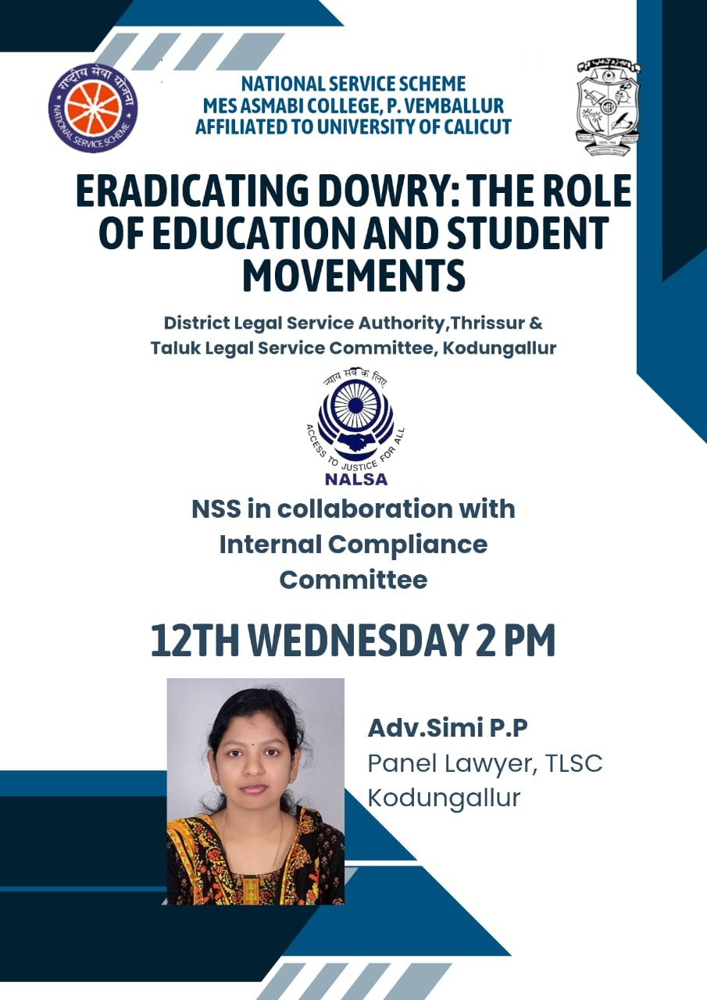 राष्ट्रीय सेवा योजना
NATIONAL SERVICE SCHEME
NATIONAL SERVICE SCHEME
MES ASMABI COLLEGE, P. VEMBALLUR
AFFILIATED TO UNIVERSITY OF CALICUT
ERADICATING DOWRY: THE ROLE
OF EDUCATION AND STUDENT
MOVEMENTS
District Legal Service Authority,Thrissur &
Taluk Legal Service Committee, Kodungallur
न्याय सबके लिए
ACCESS TO JUSTICE FOR ALL
NALSA
NSS in collaboration with
Internal Compliance
Committee
12TH WEDNESDAY 2 PM
Adv.Simi P.P
Panel Lawyer, TLSC
Kodungallur